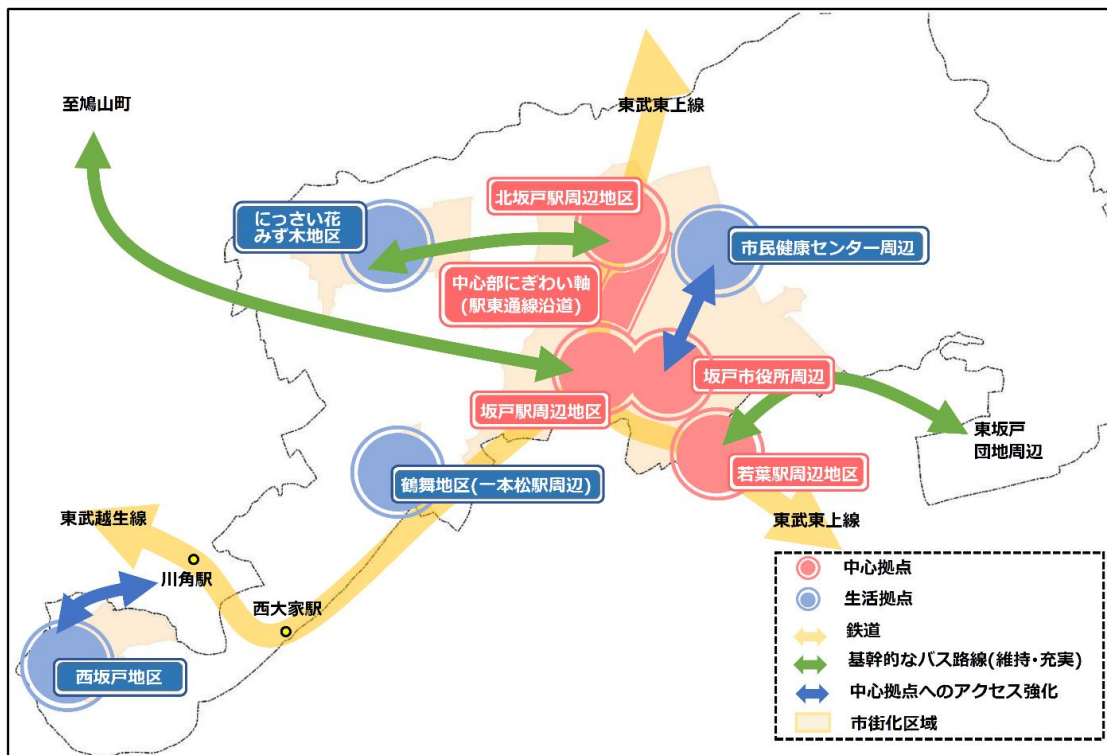 至鳩山町
東武東上線
北坂戸駅周辺地区
にっさい花
みず木地区
市民健康センター周辺
中心部にぎわい軸
(駅東通線沿道)
坂戸市役所周辺
坂戸駅周辺地区
東坂戸
団地周辺
若葉駅周辺地区
鶴舞地区(一本松駅周辺)
東武越生線
東武東上線
川角駅
西大家駅
西坂戸地区
中心拠点
生活拠点
鉄道
基幹的なバス路線(維持・充実)
中心拠点へのアクセス強化
市街化区域